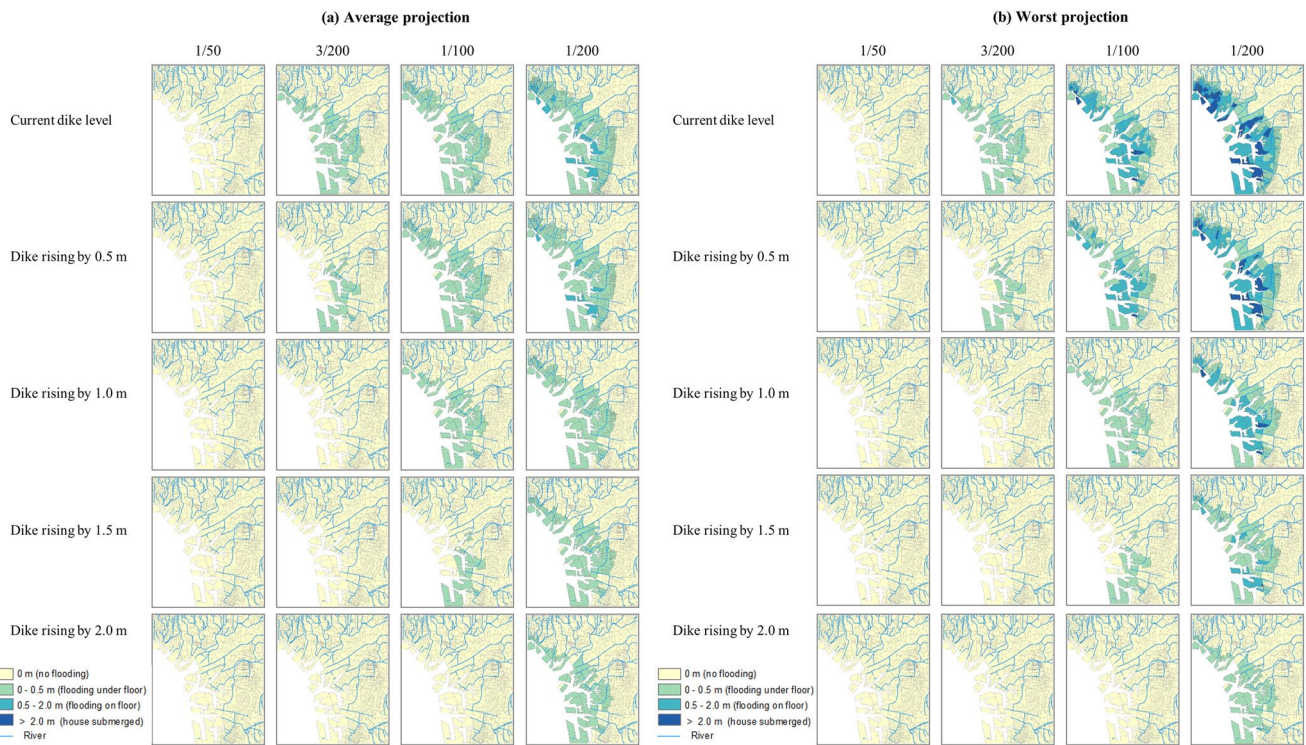 (a) Average projection
(b) Worst projection
1/50
3/200
1/100
1/200
1/50
3/200
1/100
1/200
Current dike level
Current dike level
Dike rising by 0.5 m
Dike rising by 0.5 m
Dike rising by 1.0 m
Dike rising by 1.0 m
Dike rising by 1.5 m
Dike rising by 1.5 m
Dike rising by 2.0 m
Dike rising by 2.0 m
0 m (no flooding)
0 - 0.5 m (flooding under floor)
0.5 - 2.0 m (flooding on floor)
> 2.0 m (house submerged)
River
0 m (no flooding)
0 - 0.5 m (flooding under floor)
0.5 - 2.0 m (flooding on floor)
> 2.0 m (house submerged)
River